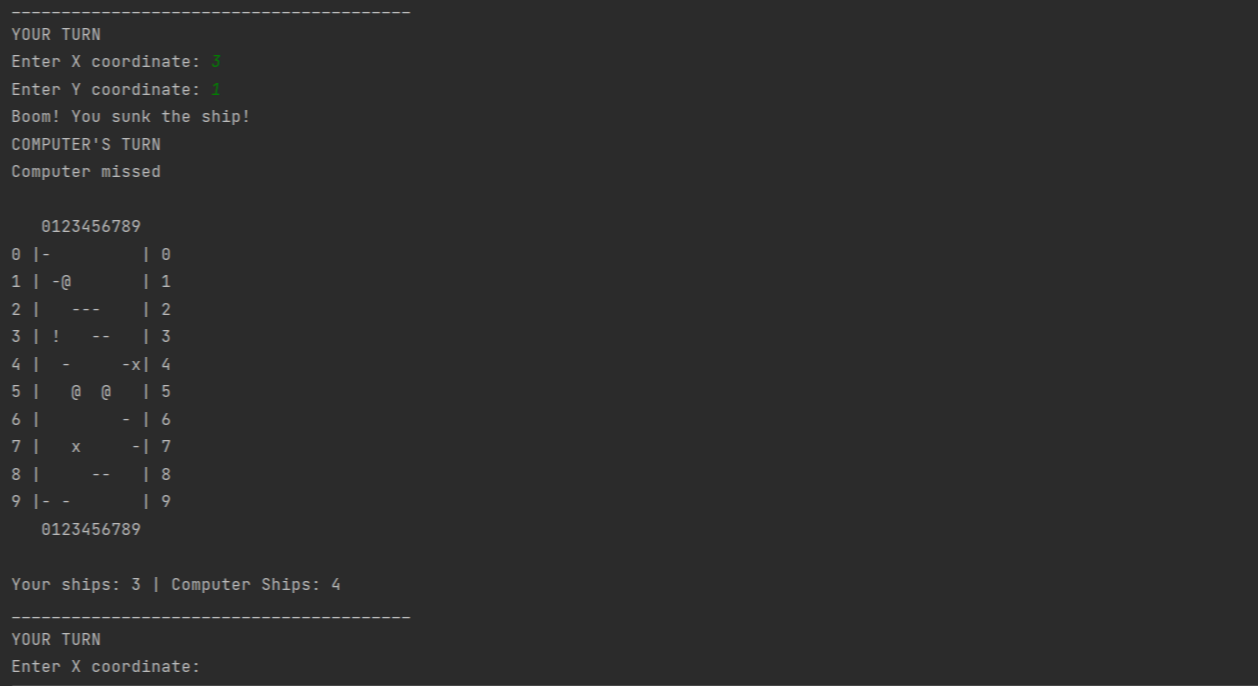 ________________________________________
YOUR TURN
Enter X coordinate: 3
Enter Y coordinate: 1
Boom! You sunk the ship!
COMPUTER'S TURN
Computer missed
   0123456789
0 |-         | 0
1 | -@       | 1
2 |   ---    | 2
3 | !   --   | 3
4 |  -     -x| 4
5 |   @  @   | 5
6 |        - | 6
7 |   x     -| 7
8 |     --   | 8
9 |- -       | 9
   0123456789
Your ships: 3 | Computer Ships: 4
________________________________________
YOUR TURN
Enter X coordinate: